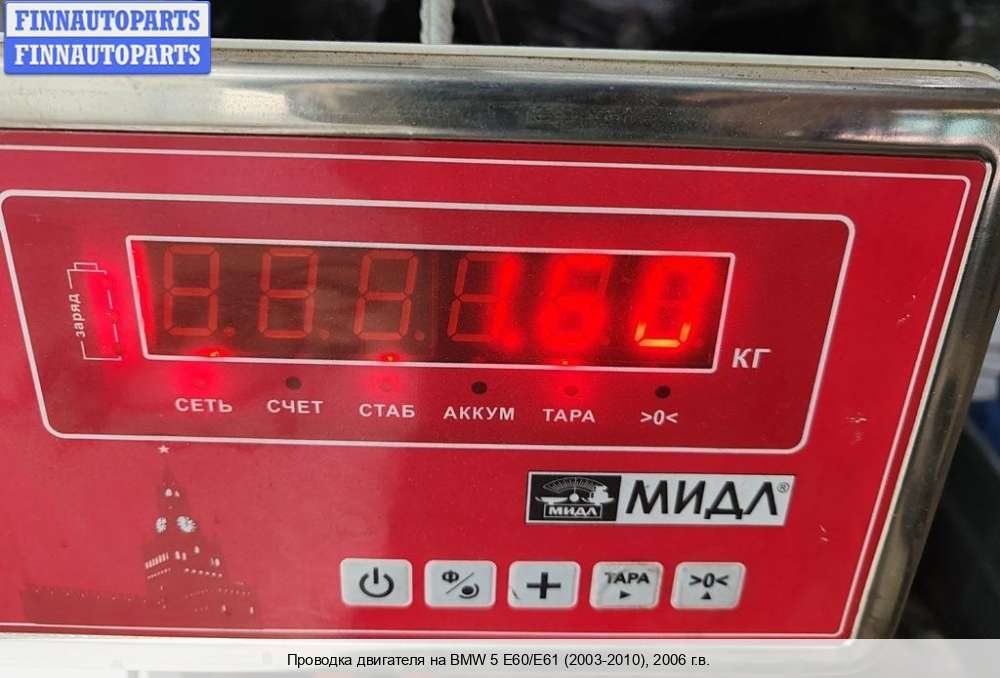 FINNAUTOPARTS
FINNAUTOPARTS
заряд
1.60
КГ
СЕТЬ СЧЕТ СТАБ АККУМ ТАРА >0<
МИДЛ МИДЛ®
Ф ТАРА >0<
Проводка двигателя на BMW 5 E60/E61 (2003-2010), 2006 г.в.